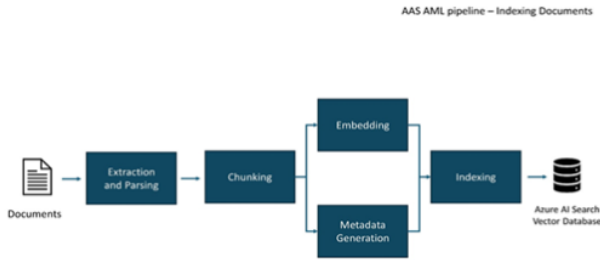 AAS AML pipeline – Indexing Documents
Embedding
Extraction
and Parsing
Chunking
Indexing
Documents
Azure AI Search
Vector Database
Metadata
Generation